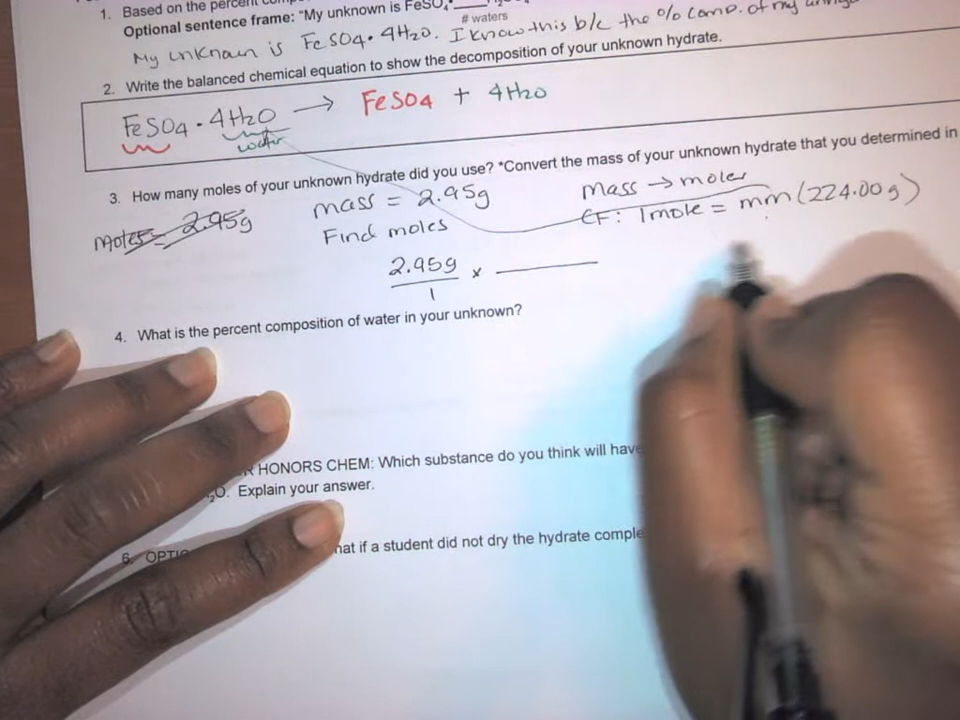 1. Based on the percent
Optional sentence frame: "My unknown is FeSO₄•
# waters
My unknown is FeSO4 • 4H2O. I know this b/c the % comp. of my
2. Write the balanced chemical equation to show the decomposition of your unknown hydrate.
FeSO4 • 4H2O → FeSO4 + 4H2O
water
3. How many moles of your unknown hydrate did you use? *Convert the mass of your unknown hydrate that you determined in
moles = 2.95g mass = 2.95g Mass → moles
Find moles CF: 1mole = mm (224.00g)
2.95g ×
1
4. What is the percent composition of water in your unknown?
HONORS CHEM: Which substance do you think will have
₂O. Explain your answer.
6. OPTIO hat if a student did not dry the hydrate comple